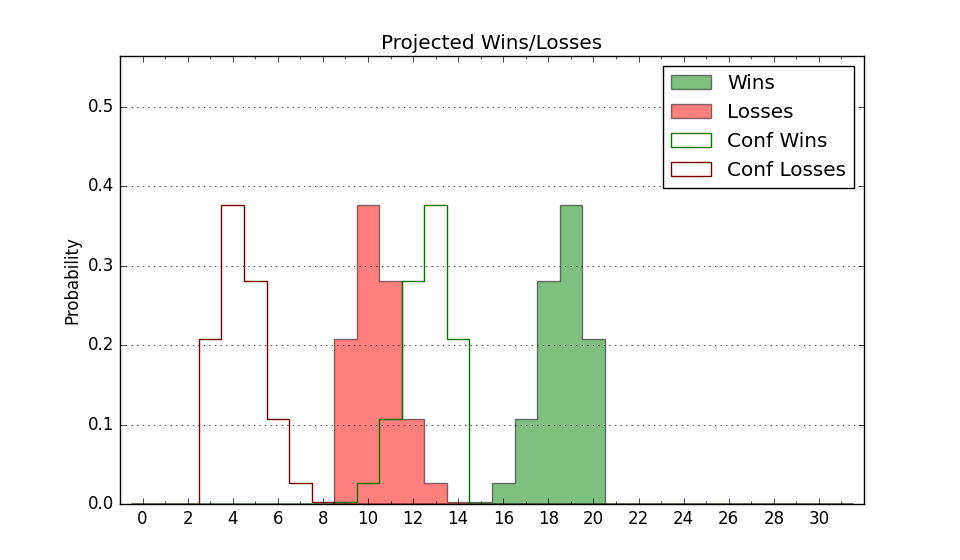 Projected Wins/Losses
Wins
Losses
Conf Wins
Conf Losses
Probability
0.5
0.4
0.3
0.2
0.1
0.0
0 2 4 6 8 10 12 14 16 18 20 22 24 26 28 30